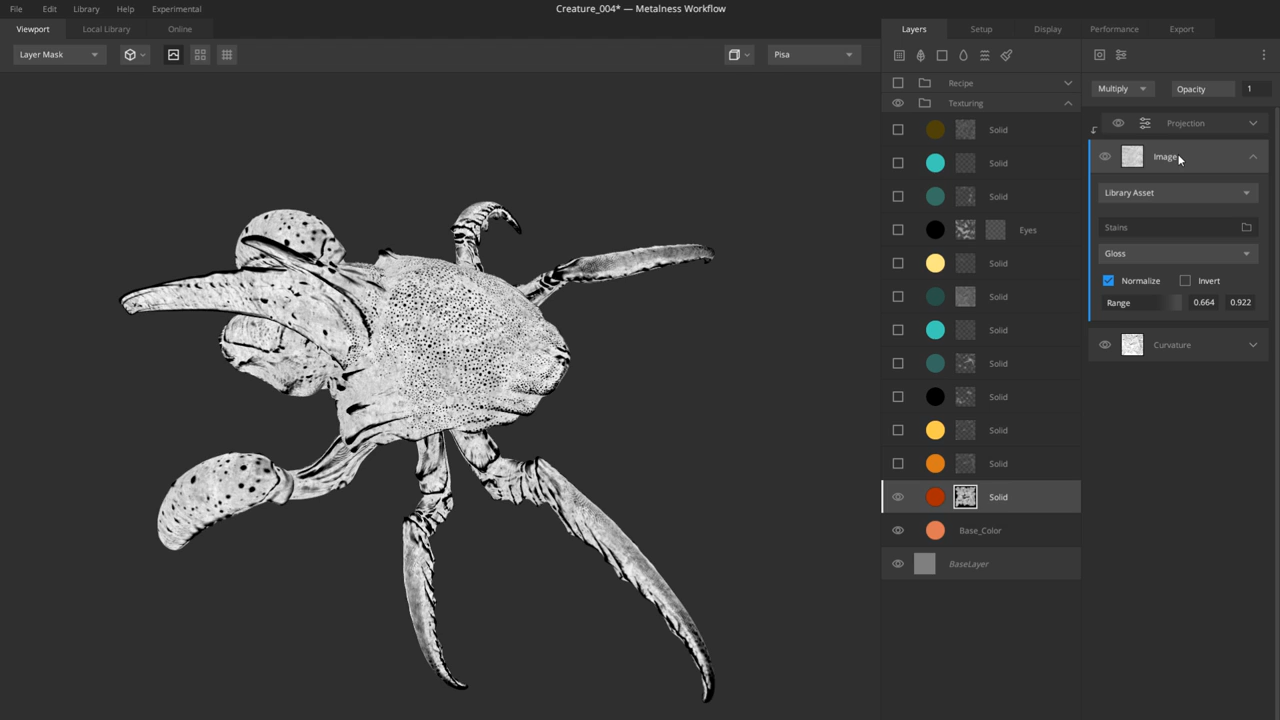 File Edit Library Help Experimental
Creature_004* — Metalness Workflow
Viewport Local Library Online
Layers Setup Display Performance Export
Layer Mask
Pisa
Multiply Opacity 1
Recipe
Texturing
Solid
Solid
Solid
Eyes
Solid
Solid
Solid
Solid
Solid
Solid
Solid
Solid
Base_Color
BaseLayer
Projection
Image
Library Asset
Stains
Gloss
Normalize Invert
Range 0.664 0.922
Curvature